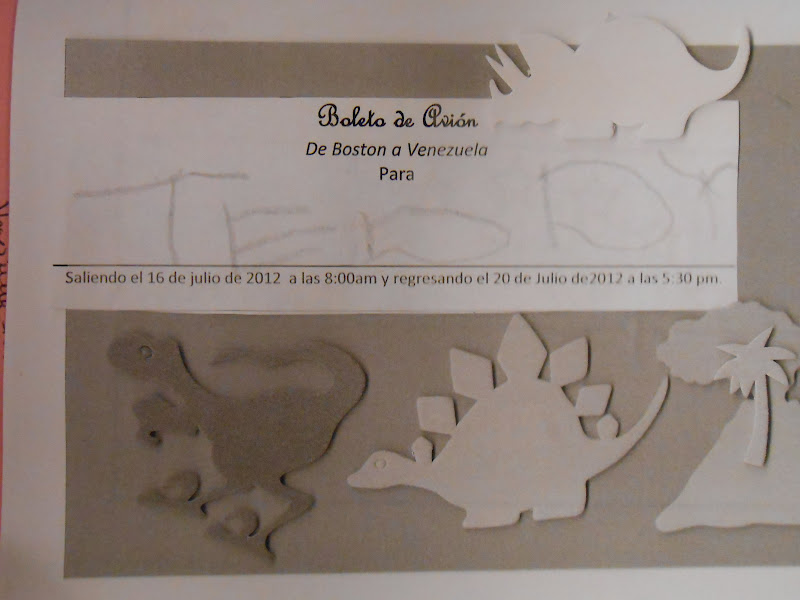 Boleto de Avión
De Boston a Venezuela
Para
TEDDY
Saliendo el 16 de julio de 2012 a las 8:00am y regresando el 20 de Julio de2012 a las 5:30 pm.